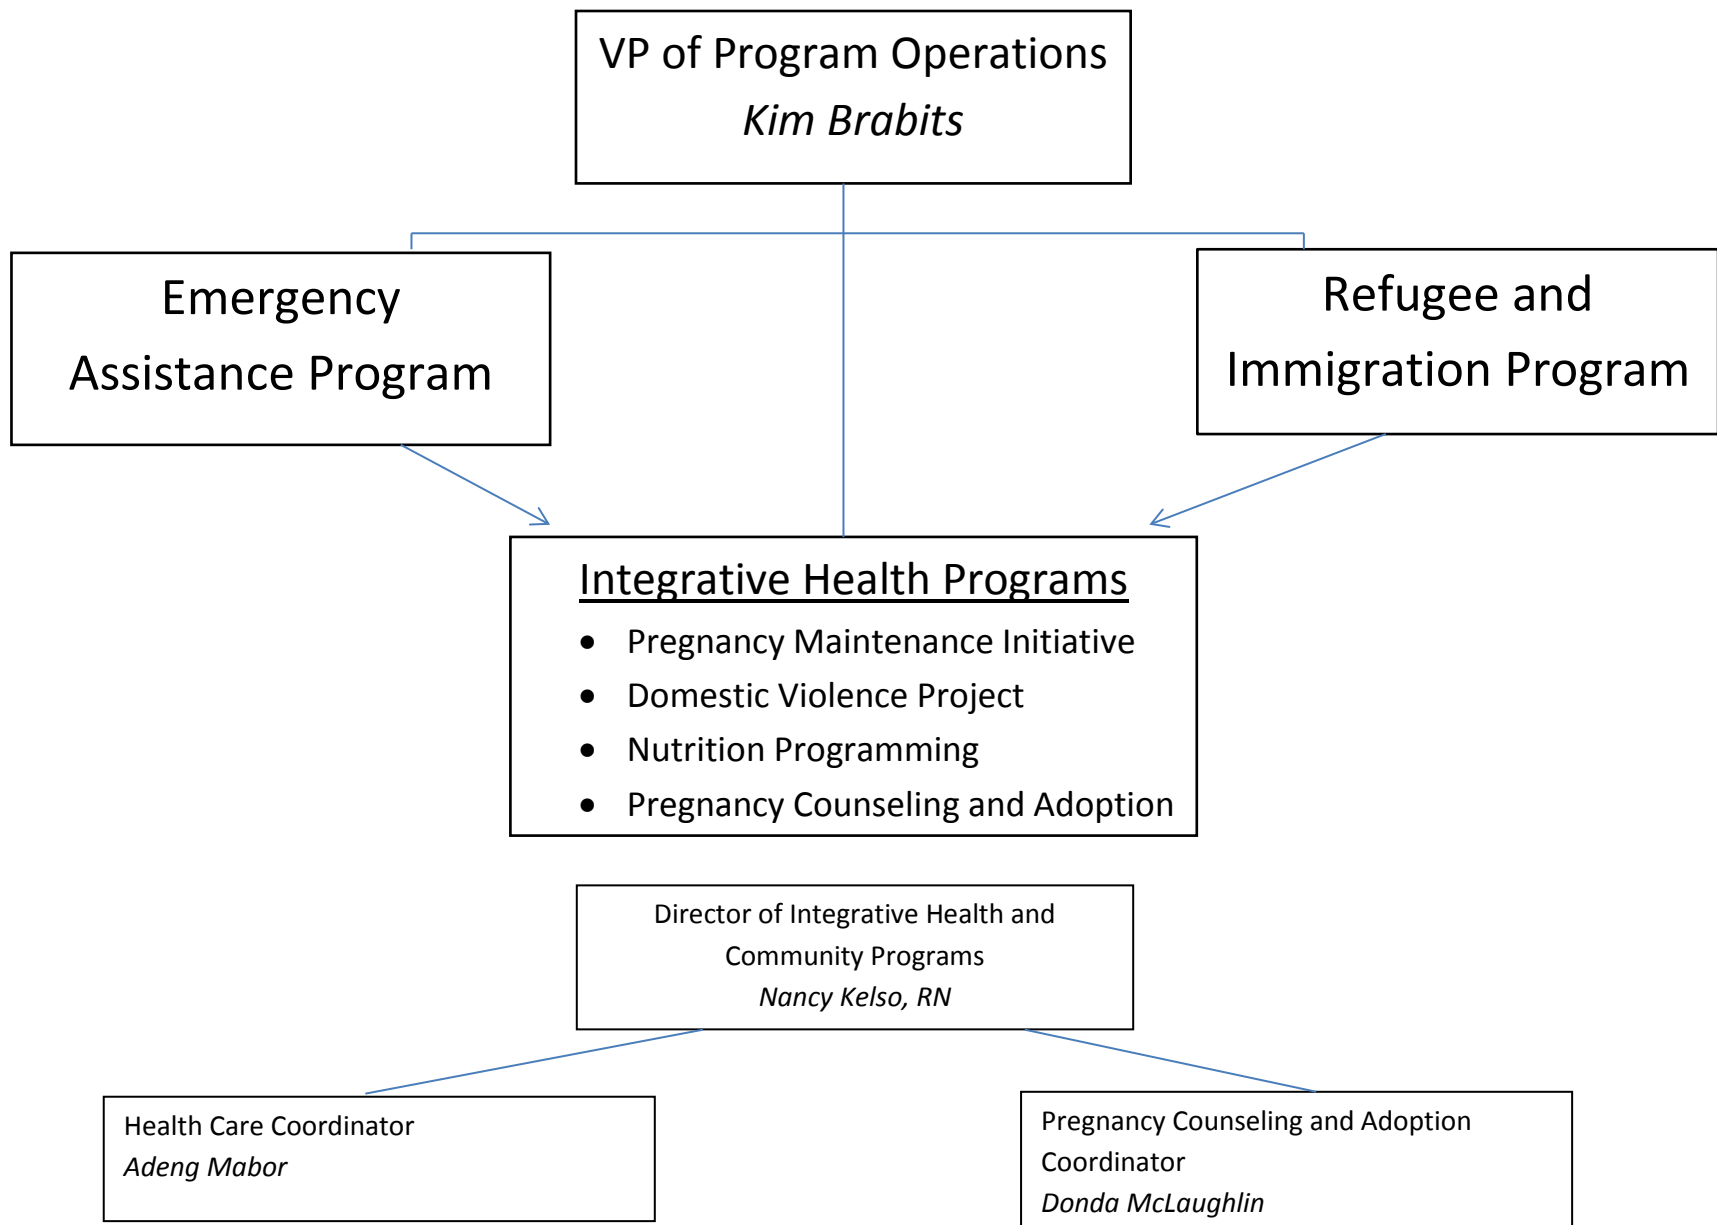 VP of Program Operations
Kim Brabits
Emergency
Assistance Program
Refugee and
Immigration Program
Integrative Health Programs
• Pregnancy Maintenance Initiative
• Domestic Violence Project
• Nutrition Programming
• Pregnancy Counseling and Adoption
Director of Integrative Health and
Community Programs
Nancy Kelso, RN
Health Care Coordinator
Adeng Mabor
Pregnancy Counseling and Adoption
Coordinator
Donda McLaughlin